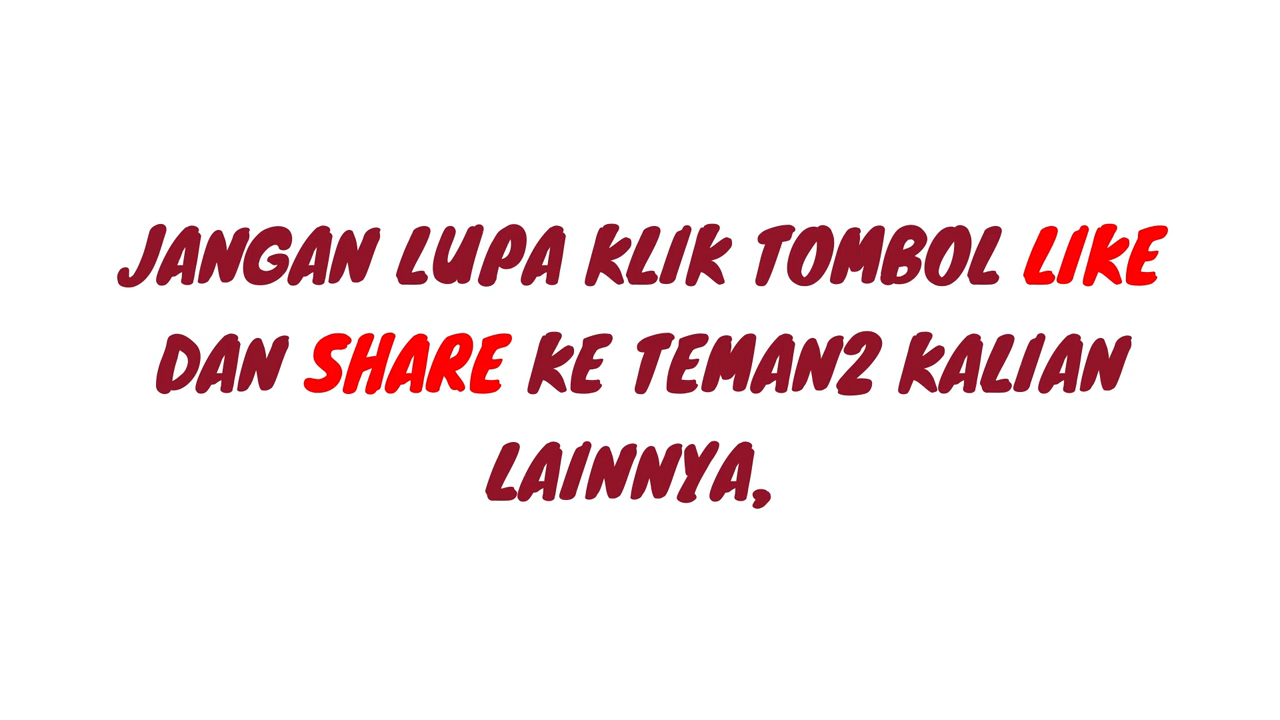 JANGAN LUPA KLIK TOMBOL LIKE
DAN SHARE KE TEMAN2 KALIAN
LAINNYA,